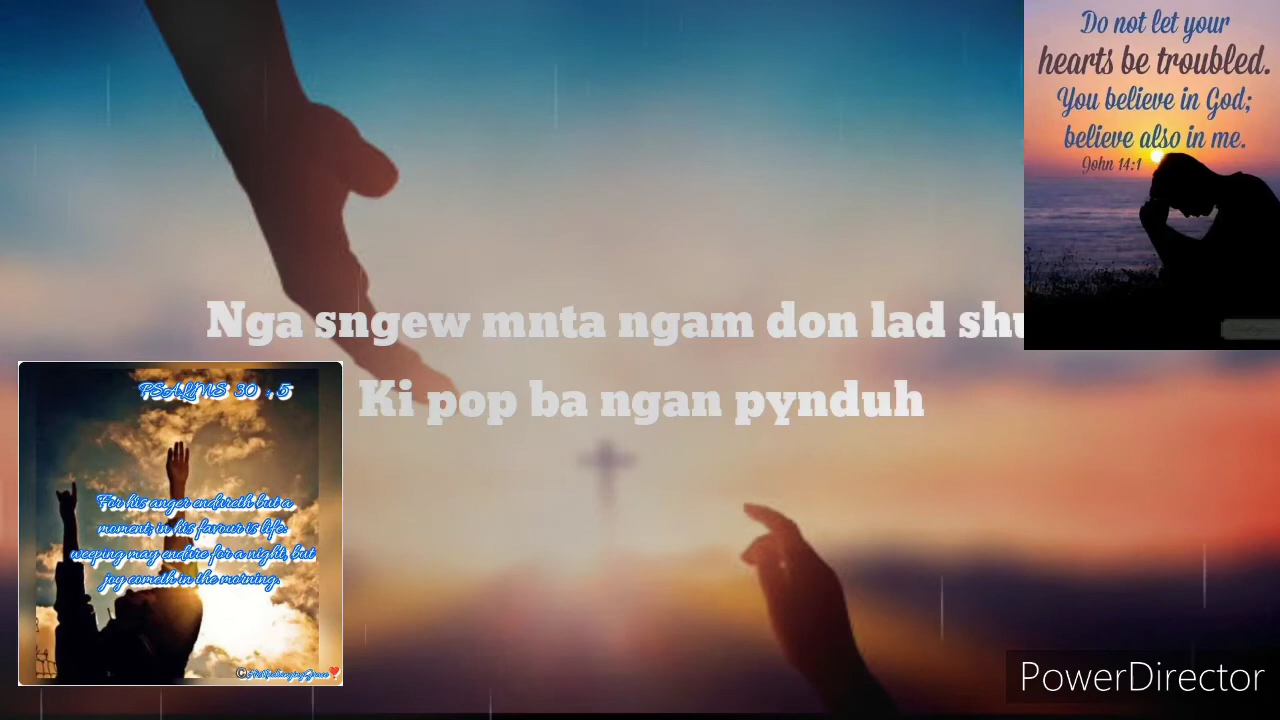 Do not let your
hearts be troubled.
You believe in God;
believe also in me.
John 14:1
Nga sngew mnta ngam don lad
Ki pop ba ngan pynduh
PSALMS 30 : 5
For his anger endureth but a
moment; in his favour is life:
weeping may endure for a night, but
joy cometh in the morning.
PowerDirector